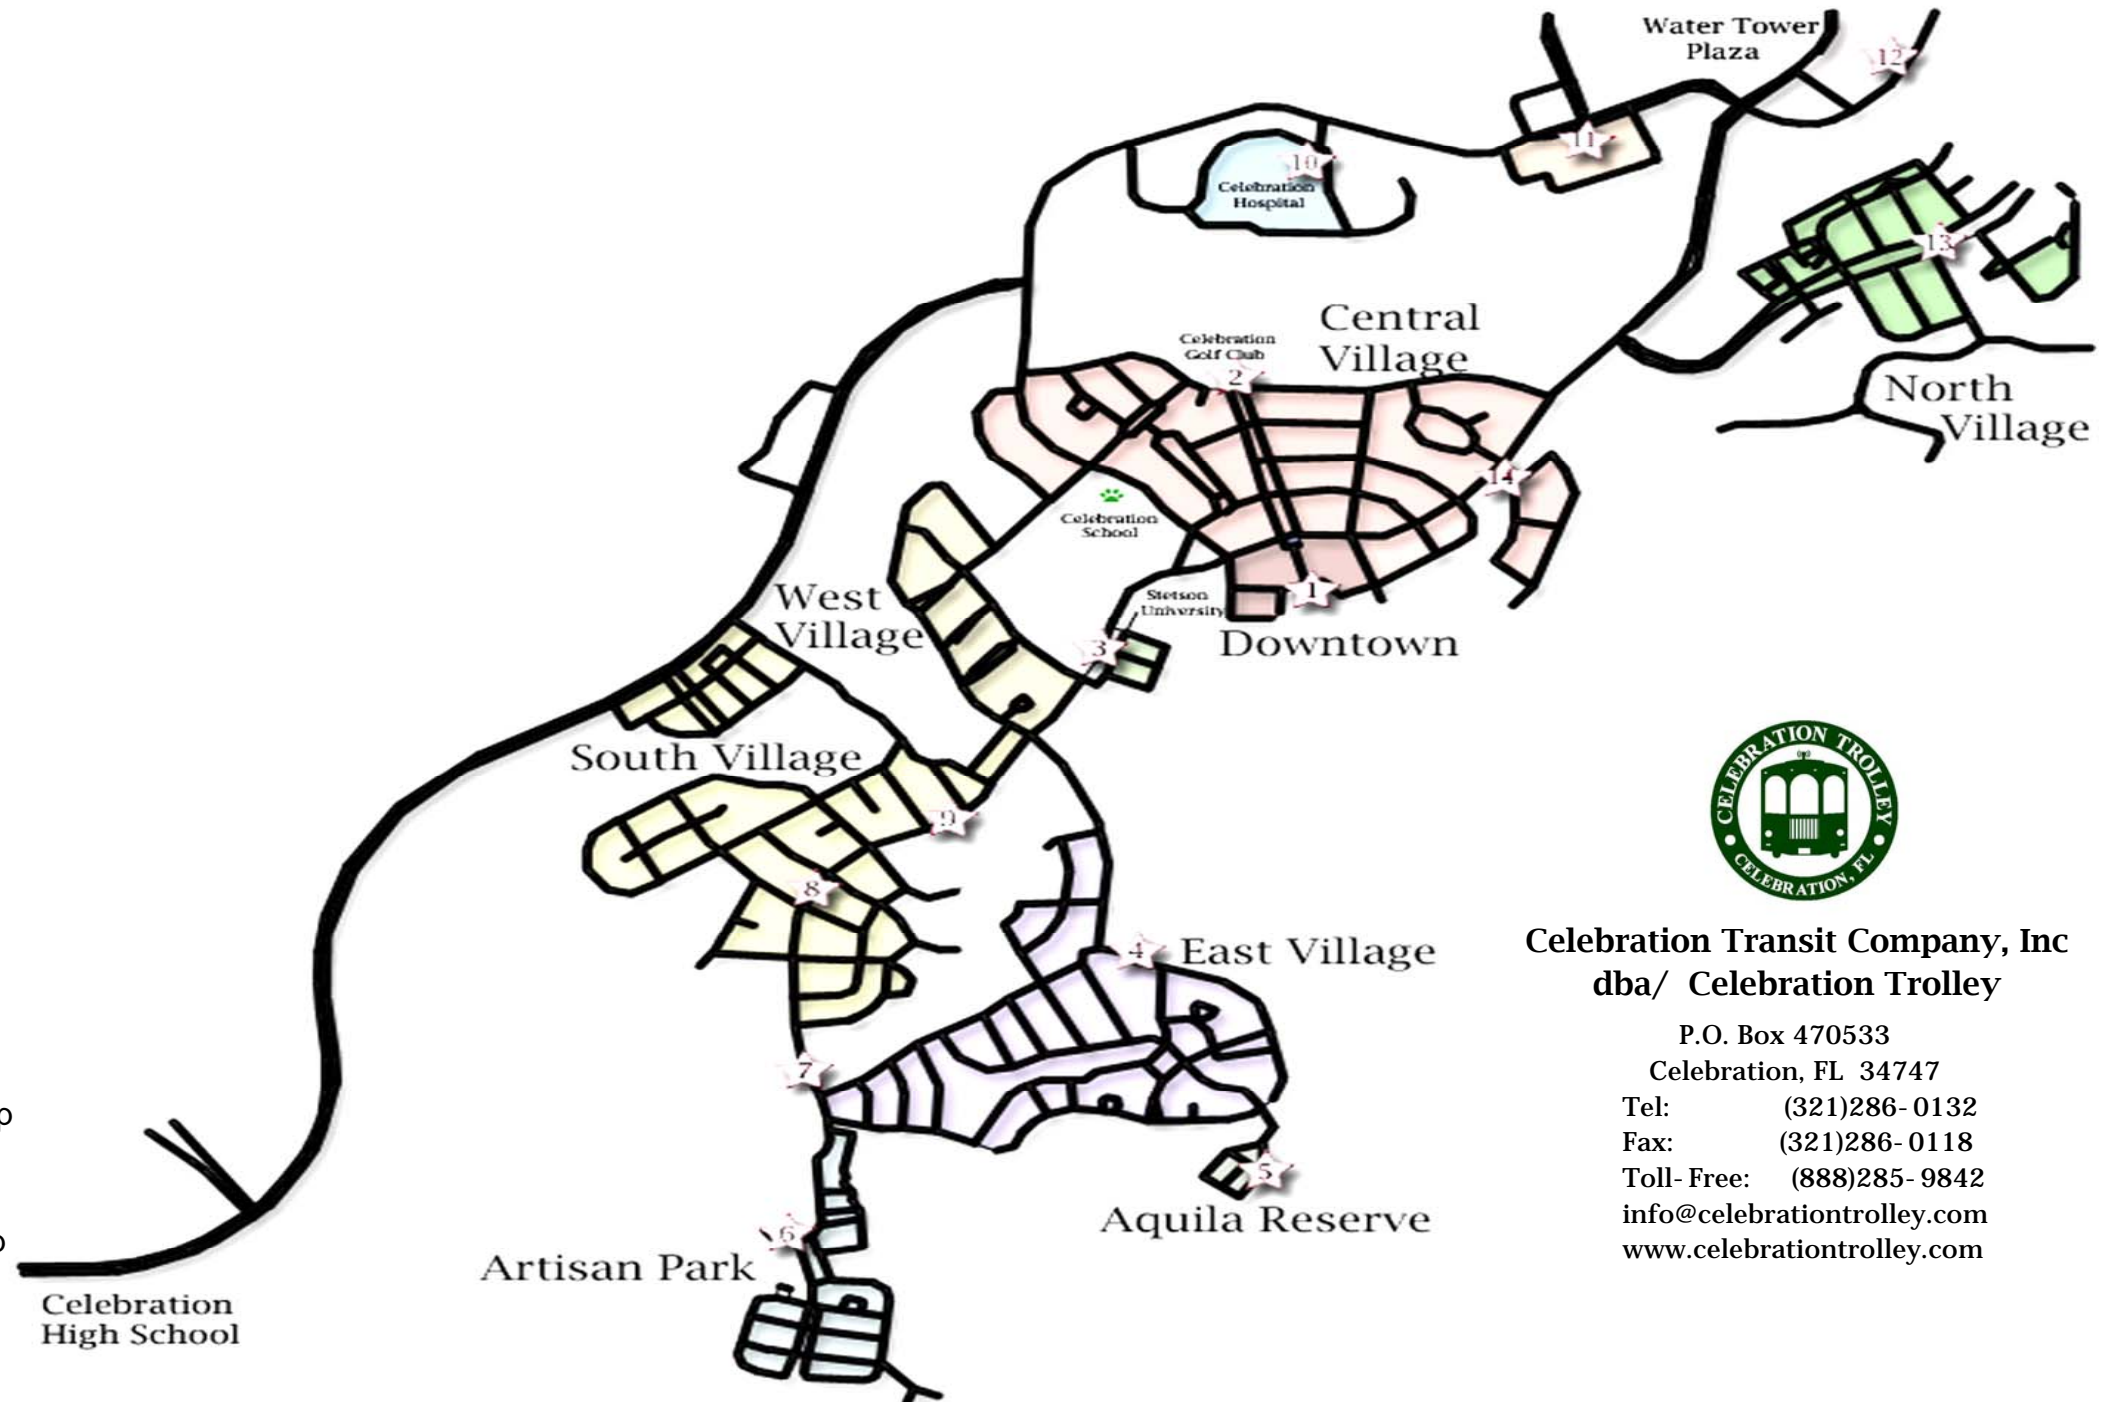 Water Tower
Plaza
12
11
10
Celebration
Hospital
13
Central
Village
Celebration
Golf Club
2
North
Village
14
Celebration
School
West
Village
Stetson
University
1
Downtown
3
South Village
9
8
4
East Village
7
5
Aquila Reserve
6
Artisan Park
Celebration
High School
p
o
CELEBRATION TROLLEY
CELEBRATION, FL
Celebration Transit Company, Inc
dba/ Celebration Trolley
P.O. Box 470533
Celebration, FL 34747
Tel: (321)286-0132
Fax: (321)286-0118
Toll-Free: (888)285-9842
info@celebrationtrolley.com
www.celebrationtrolley.com